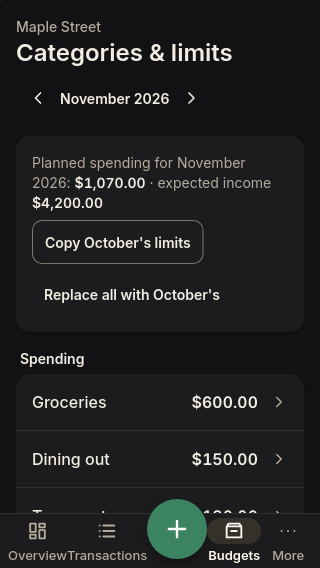 Maple Street
Categories & limits
November 2026
Planned spending for November
2026: $1,070.00 · expected income
$4,200.00
Copy October's limits
Replace all with October's
Spending
Groceries $600.00
Dining out $150.00
Overview Transactions Budgets More